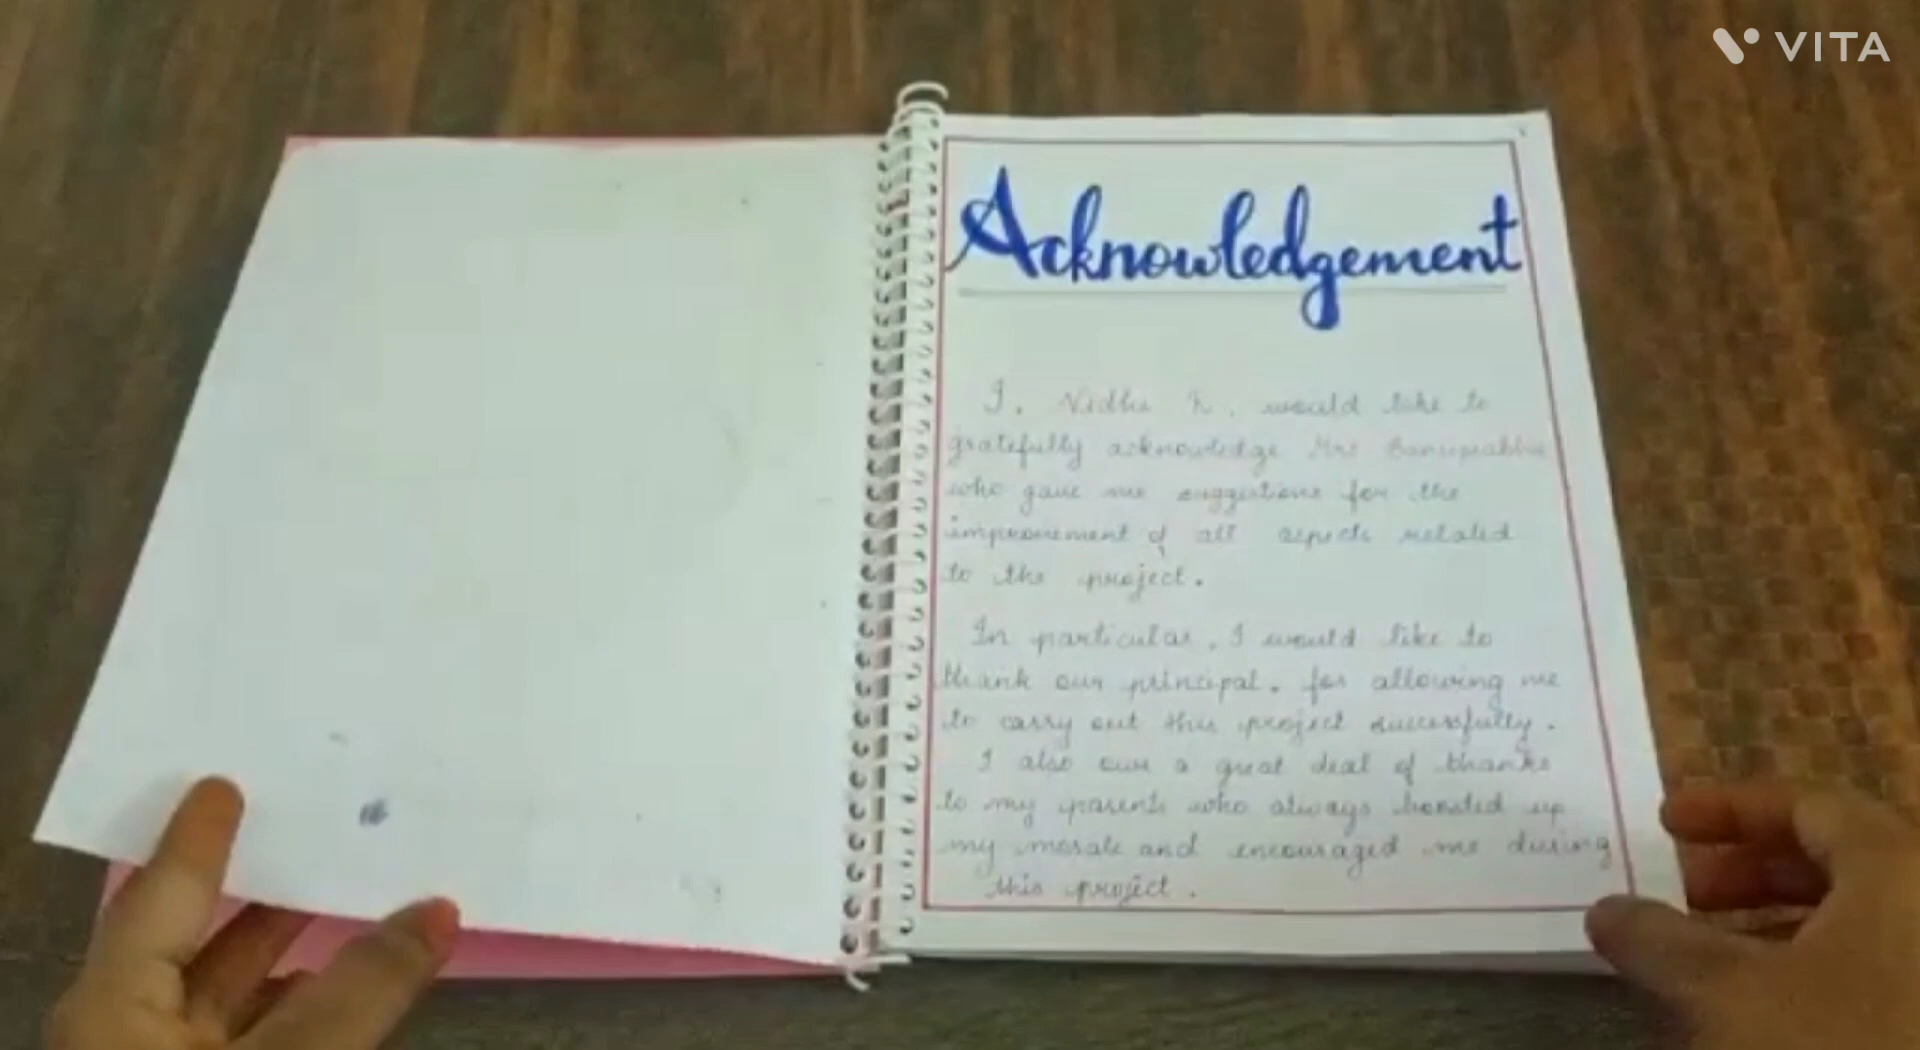 VITA
Acknowledgement
I, Nidhi K, would like to
gratefully acknowledge Mrs
who gave me suggestions for the
improvement of all aspects related
to the project.
In particular, I would like to
thank our principal, for allowing me
to carry out this project successfully.
I also owe a great deal of thanks
to my parents who always boosted up
my morale and encouraged me during
this project.